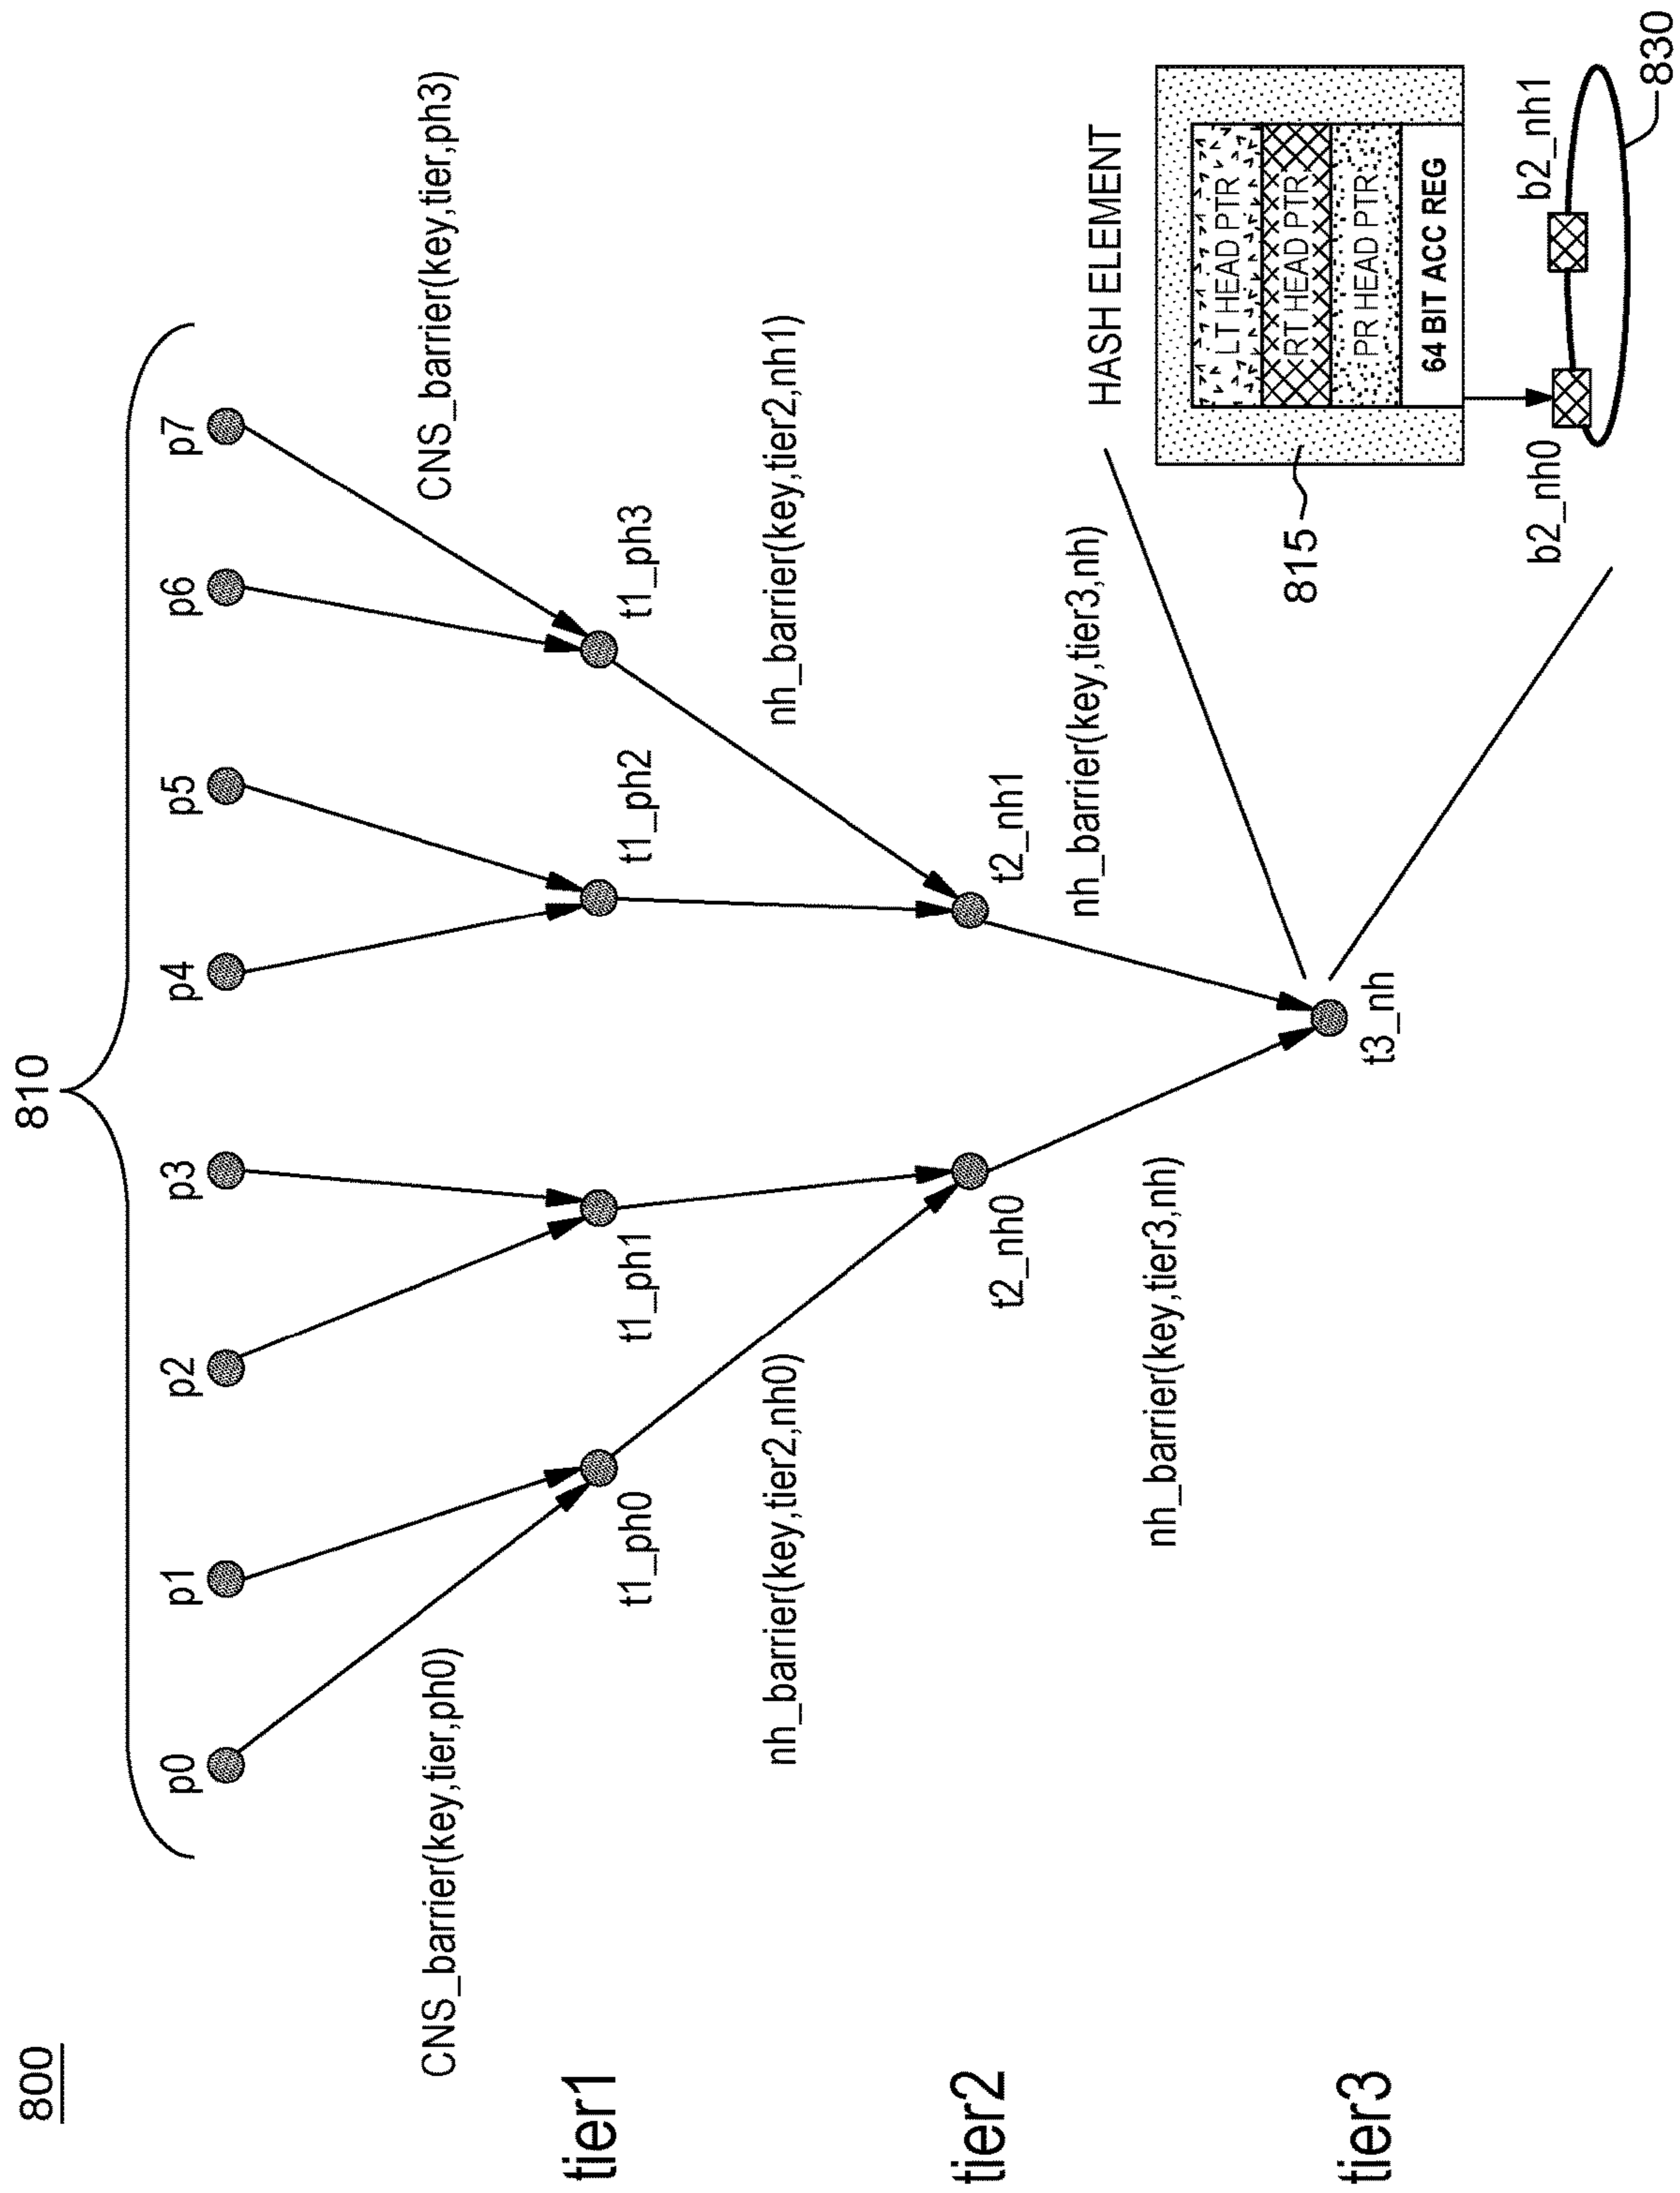 800
810
p0
p1
p2
p3
p4
p5
p6
p7
CNS_barrier(key,tier,ph0)
CNS_barrier(key,tier,ph3)
tier1
t1_ph0
t1_ph1
t1_ph2
t1_ph3
nh_barrier(key,tier2,nh0)
nh_barrier(key,tier2,nh1)
tier2
t2_nh0
t2_nh1
nh_barrier(key,tier3,nh)
nh_barrier(key,tier3,nh)
tier3
t3_nh
HASH ELEMENT
LT HEAD PTR
RT HEAD PTR
PR HEAD PTR
64 BIT ACC REG
815
b2_nh0
b2_nh1
830